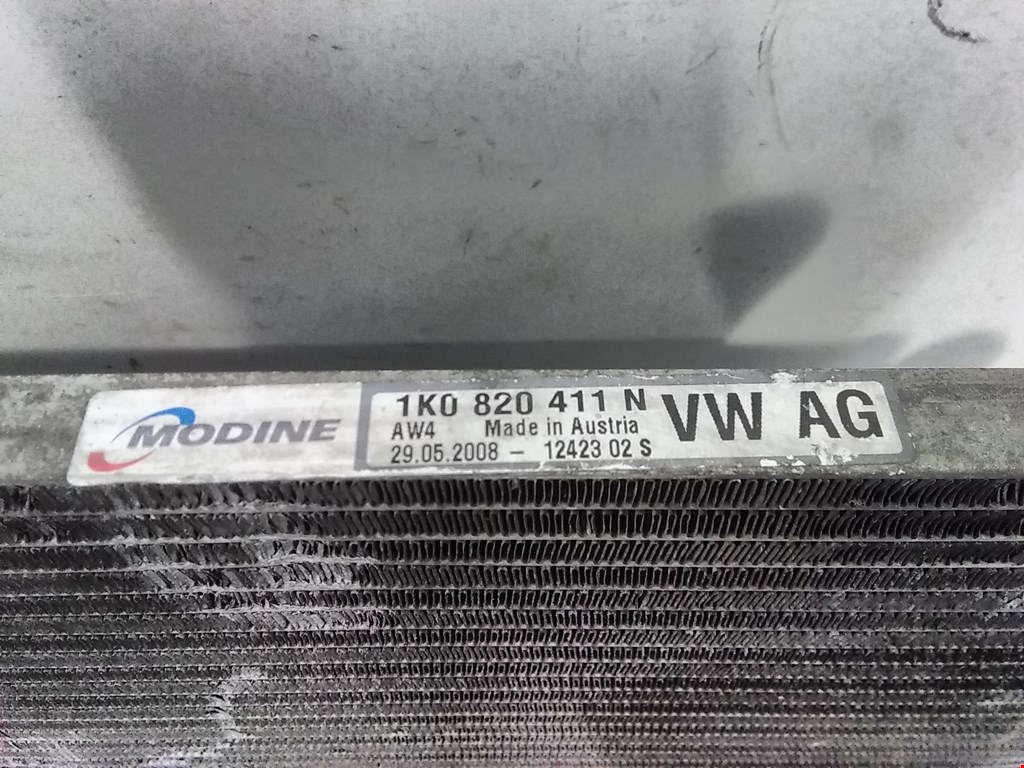 MODINE
1K0 820 411 N
AW4 Made in Austria
29.05.2008 – 12423 02 S
VW AG